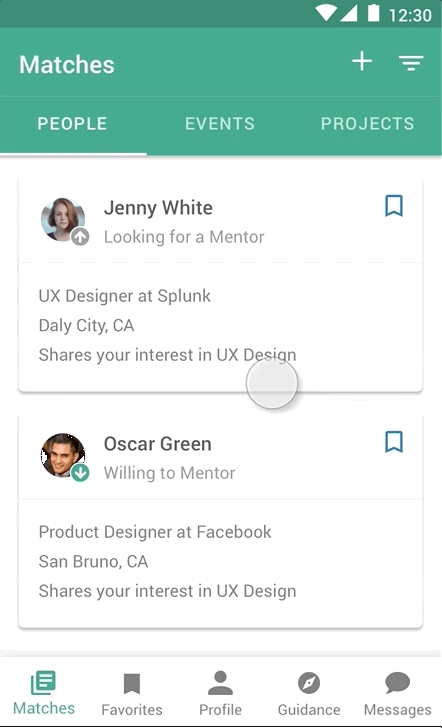 12:30
Matches
PEOPLE EVENTS PROJECTS
Jenny White
Looking for a Mentor
UX Designer at Splunk
Daly City, CA
Shares your interest in UX Design
Oscar Green
Willing to Mentor
Product Designer at Facebook
San Bruno, CA
Shares your interest in UX Design
Matches Favorites Profile Guidance Messages